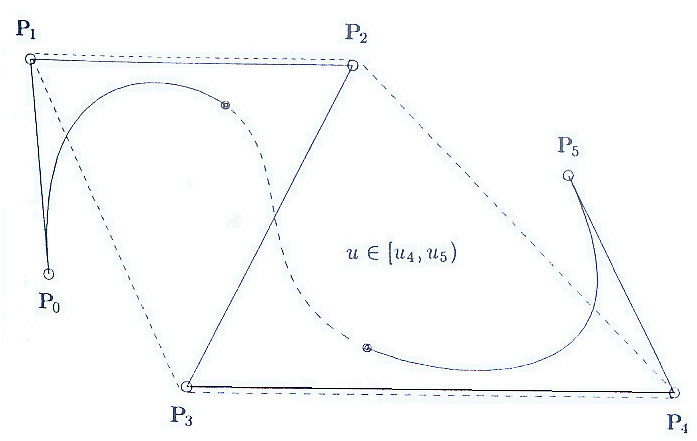 P₁
P₂
P₅
u ∈ [u₄, u₅)
P₀
P₃
P₄